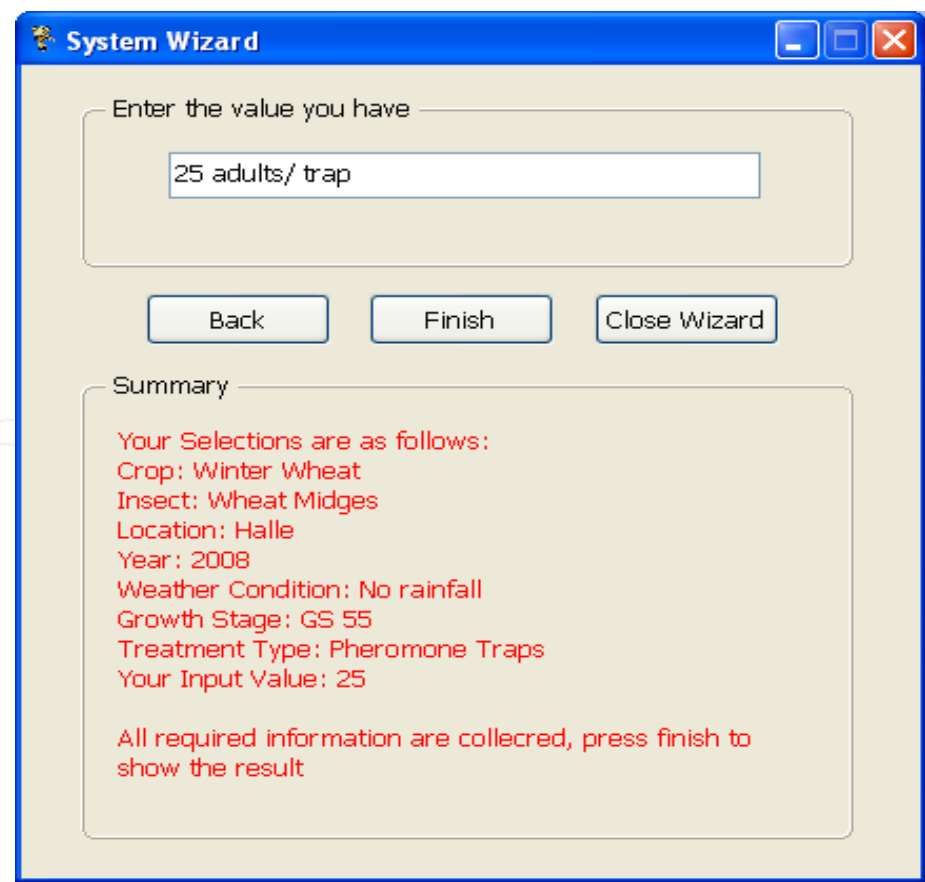 System Wizard
Enter the value you have
25 adults/ trap
Back
Finish
Close Wizard
Summary
Your Selections are as follows:
Crop: Winter Wheat
Insect: Wheat Midges
Location: Halle
Year: 2008
Weather Condition: No rainfall
Growth Stage: GS 55
Treatment Type: Pheromone Traps
Your Input Value: 25
All required information are collecred, press finish to
show the result